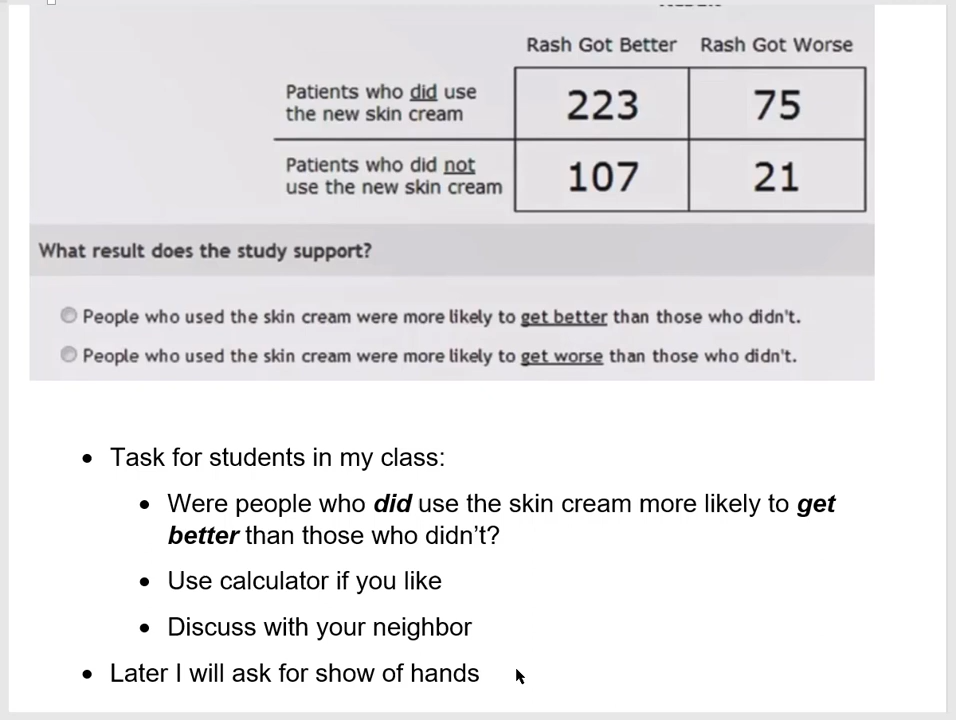 Rash Got Better Rash Got Worse
Patients who did use
the new skin cream
223 75
Patients who did not
use the new skin cream
107 21
What result does the study support?
People who used the skin cream were more likely to get better than those who didn't.
People who used the skin cream were more likely to get worse than those who didn't.
• Task for students in my class:
• Were people who did use the skin cream more likely to get
better than those who didn't?
• Use calculator if you like
• Discuss with your neighbor
• Later I will ask for show of hands